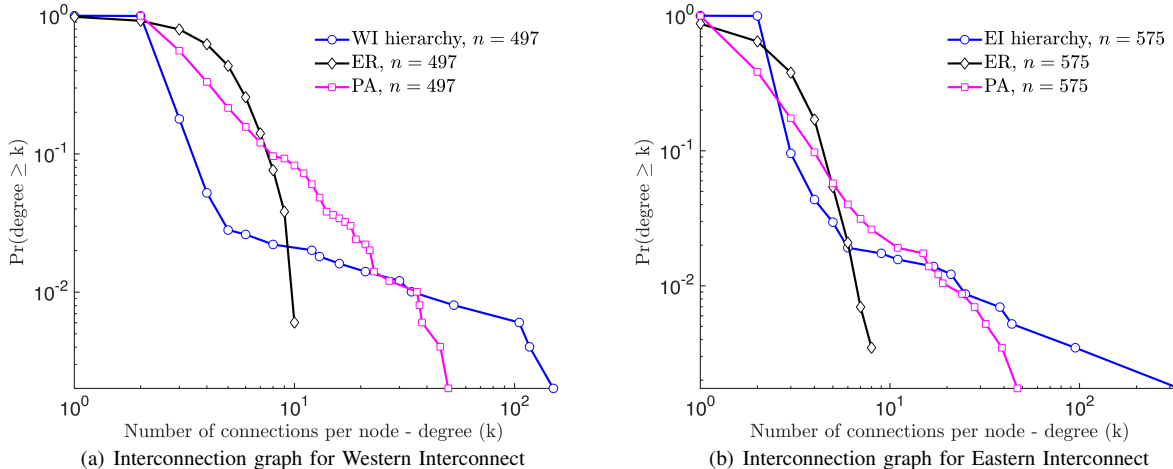 10^0
10^-1
10^-2
Pr(degree ≥ k)
WI hierarchy, n = 497
ER, n = 497
PA, n = 497
10^0
10^1
10^2
Number of connections per node - degree (k)
(a) Interconnection graph for Western Interconnect
10^0
10^-1
10^-2
Pr(degree ≥ k)
EI hierarchy, n = 575
ER, n = 575
PA, n = 575
10^0
10^1
10^2
Number of connections per node - degree (k)
(b) Interconnection graph for Eastern Interconnect